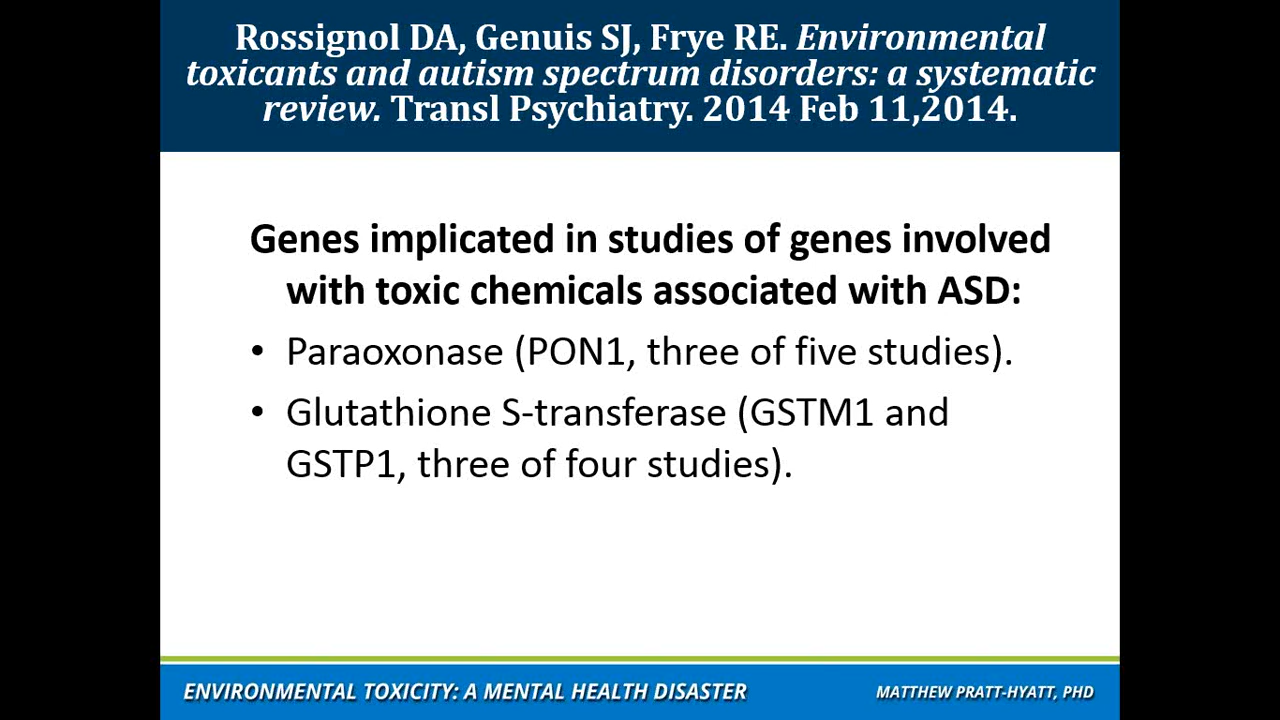 Rossignol DA, Genuis SJ, Frye RE. Environmental
toxicants and autism spectrum disorders: a systematic
review. Transl Psychiatry. 2014 Feb 11,2014.
Genes implicated in studies of genes involved
with toxic chemicals associated with ASD:
• Paraoxonase (PON1, three of five studies).
• Glutathione S-transferase (GSTM1 and
GSTP1, three of four studies).
ENVIRONMENTAL TOXICITY: A MENTAL HEALTH DISASTER
MATTHEW PRATT-HYATT, PHD